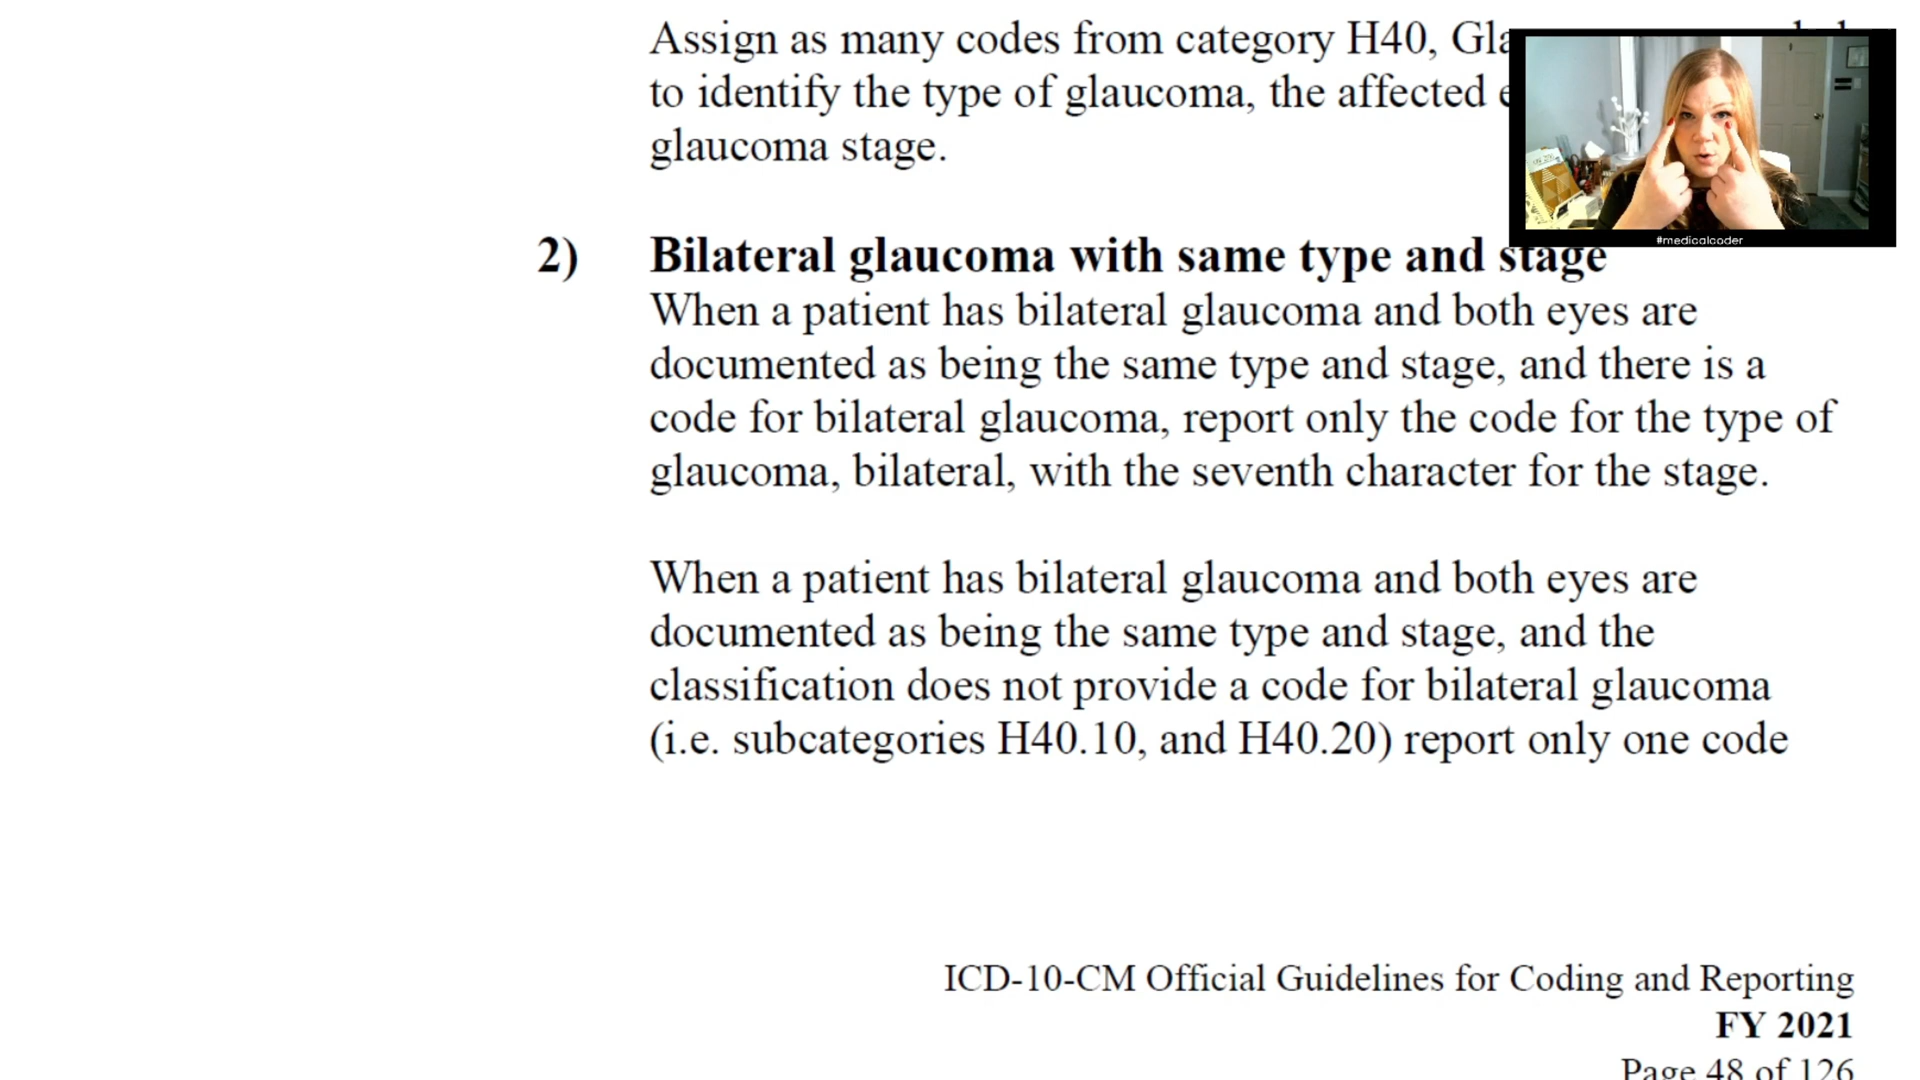 Assign as many codes from category H40,
to identify the type of glaucoma, the affected
glaucoma stage.
#medicalcoder
2) Bilateral glaucoma with same type and stage
When a patient has bilateral glaucoma and both eyes are
documented as being the same type and stage, and there is a
code for bilateral glaucoma, report only the code for the type of
glaucoma, bilateral, with the seventh character for the stage.
When a patient has bilateral glaucoma and both eyes are
documented as being the same type and stage, and the
classification does not provide a code for bilateral glaucoma
(i.e. subcategories H40.10, and H40.20) report only one code
ICD-10-CM Official Guidelines for Coding and Reporting
FY 2021
Page 48 of 126